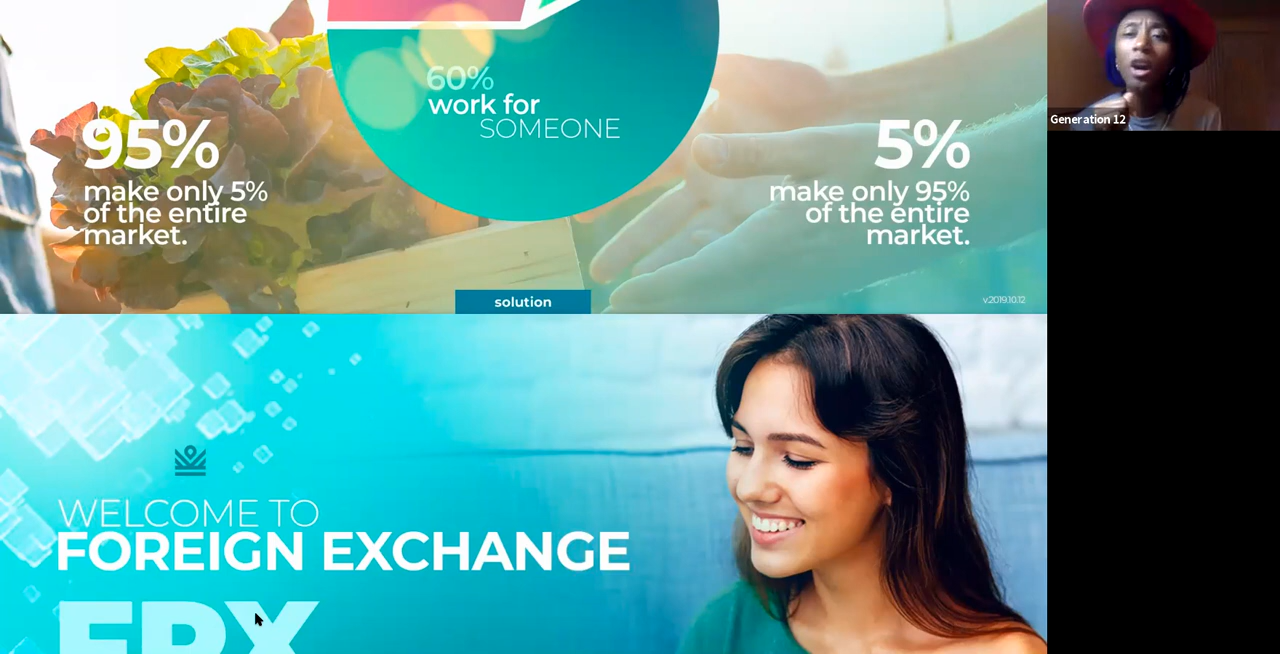 60%
work for
SOMEONE
95%
make only 5%
of the entire
market.
5%
make only 95%
of the entire
market.
solution
v.2019.10.12
Generation 12
WELCOME TO
FOREIGN EXCHANGE
FRX